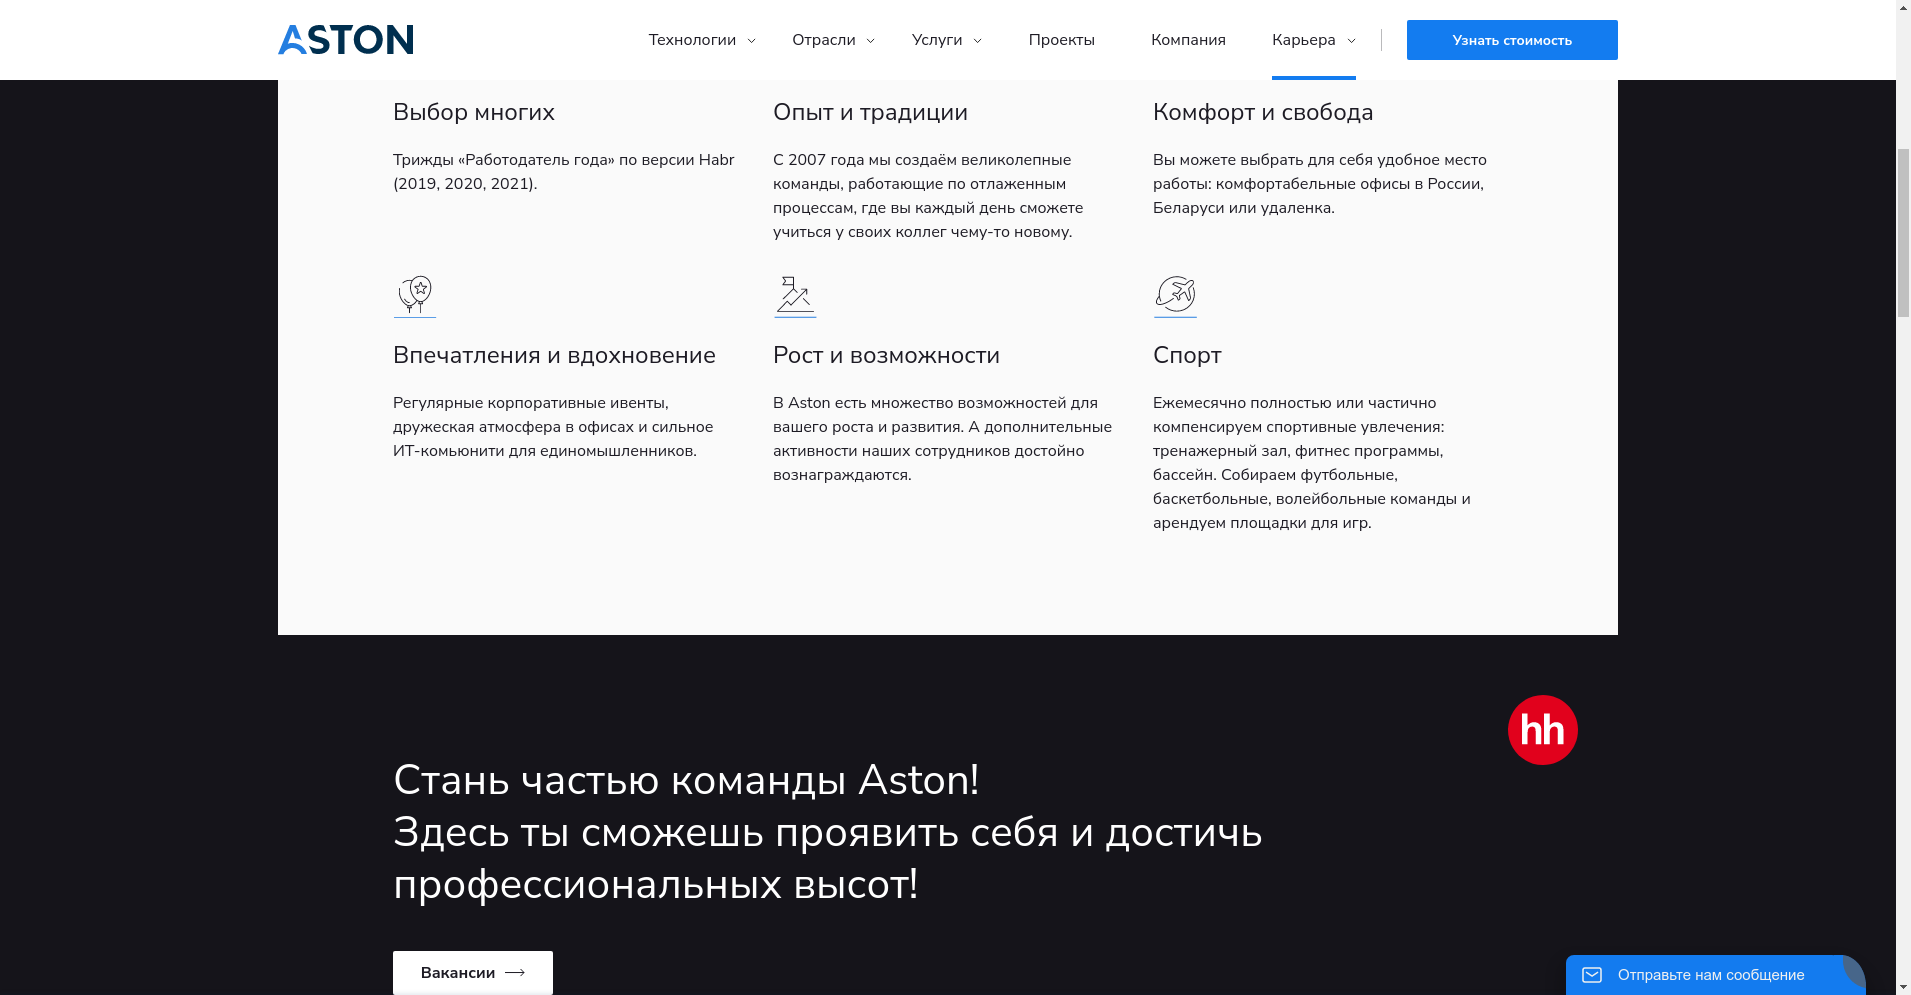 ASTON
Технологии
Отрасли
Услуги
Проекты
Компания
Карьера
Узнать стоимость
Выбор многих
Трижды «Работодатель года» по версии Habr
(2019, 2020, 2021).
Опыт и традиции
С 2007 года мы создаём великолепные
команды, работающие по отлаженным
процессам, где вы каждый день сможете
учиться у своих коллег чему-то новому.
Комфорт и свобода
Вы можете выбрать для себя удобное место
работы: комфортабельные офисы в России,
Беларуси или удаленка.
Впечатления и вдохновение
Регулярные корпоративные ивенты,
дружеская атмосфера в офисах и сильное
ИТ-комьюнити для единомышленников.
Рост и возможности
В Aston есть множество возможностей для
вашего роста и развития. А дополнительные
активности наших сотрудников достойно
вознаграждаются.
Спорт
Ежемесячно полностью или частично
компенсируем спортивные увлечения:
тренажерный зал, фитнес программы,
бассейн. Собираем футбольные,
баскетбольные, волейбольные команды и
арендуем площадки для игр.
hh
Стань частью команды Aston!
Здесь ты сможешь проявить себя и достичь
профессиональных высот!
Вакансии
Отправьте нам сообщение